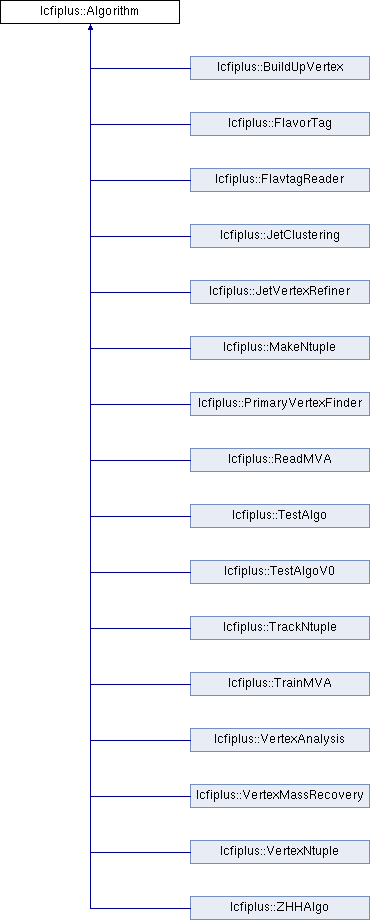 lcfiplus::Algorithm
lcfiplus::BuildUpVertex
lcfiplus::FlavorTag
lcfiplus::FlavtagReader
lcfiplus::JetClustering
lcfiplus::JetVertexRefiner
lcfiplus::MakeNtuple
lcfiplus::PrimaryVertexFinder
lcfiplus::ReadMVA
lcfiplus::TestAlgo
lcfiplus::TestAlgoV0
lcfiplus::TrackNtuple
lcfiplus::TrainMVA
lcfiplus::VertexAnalysis
lcfiplus::VertexMassRecovery
lcfiplus::VertexNtuple
lcfiplus::ZHHAlgo